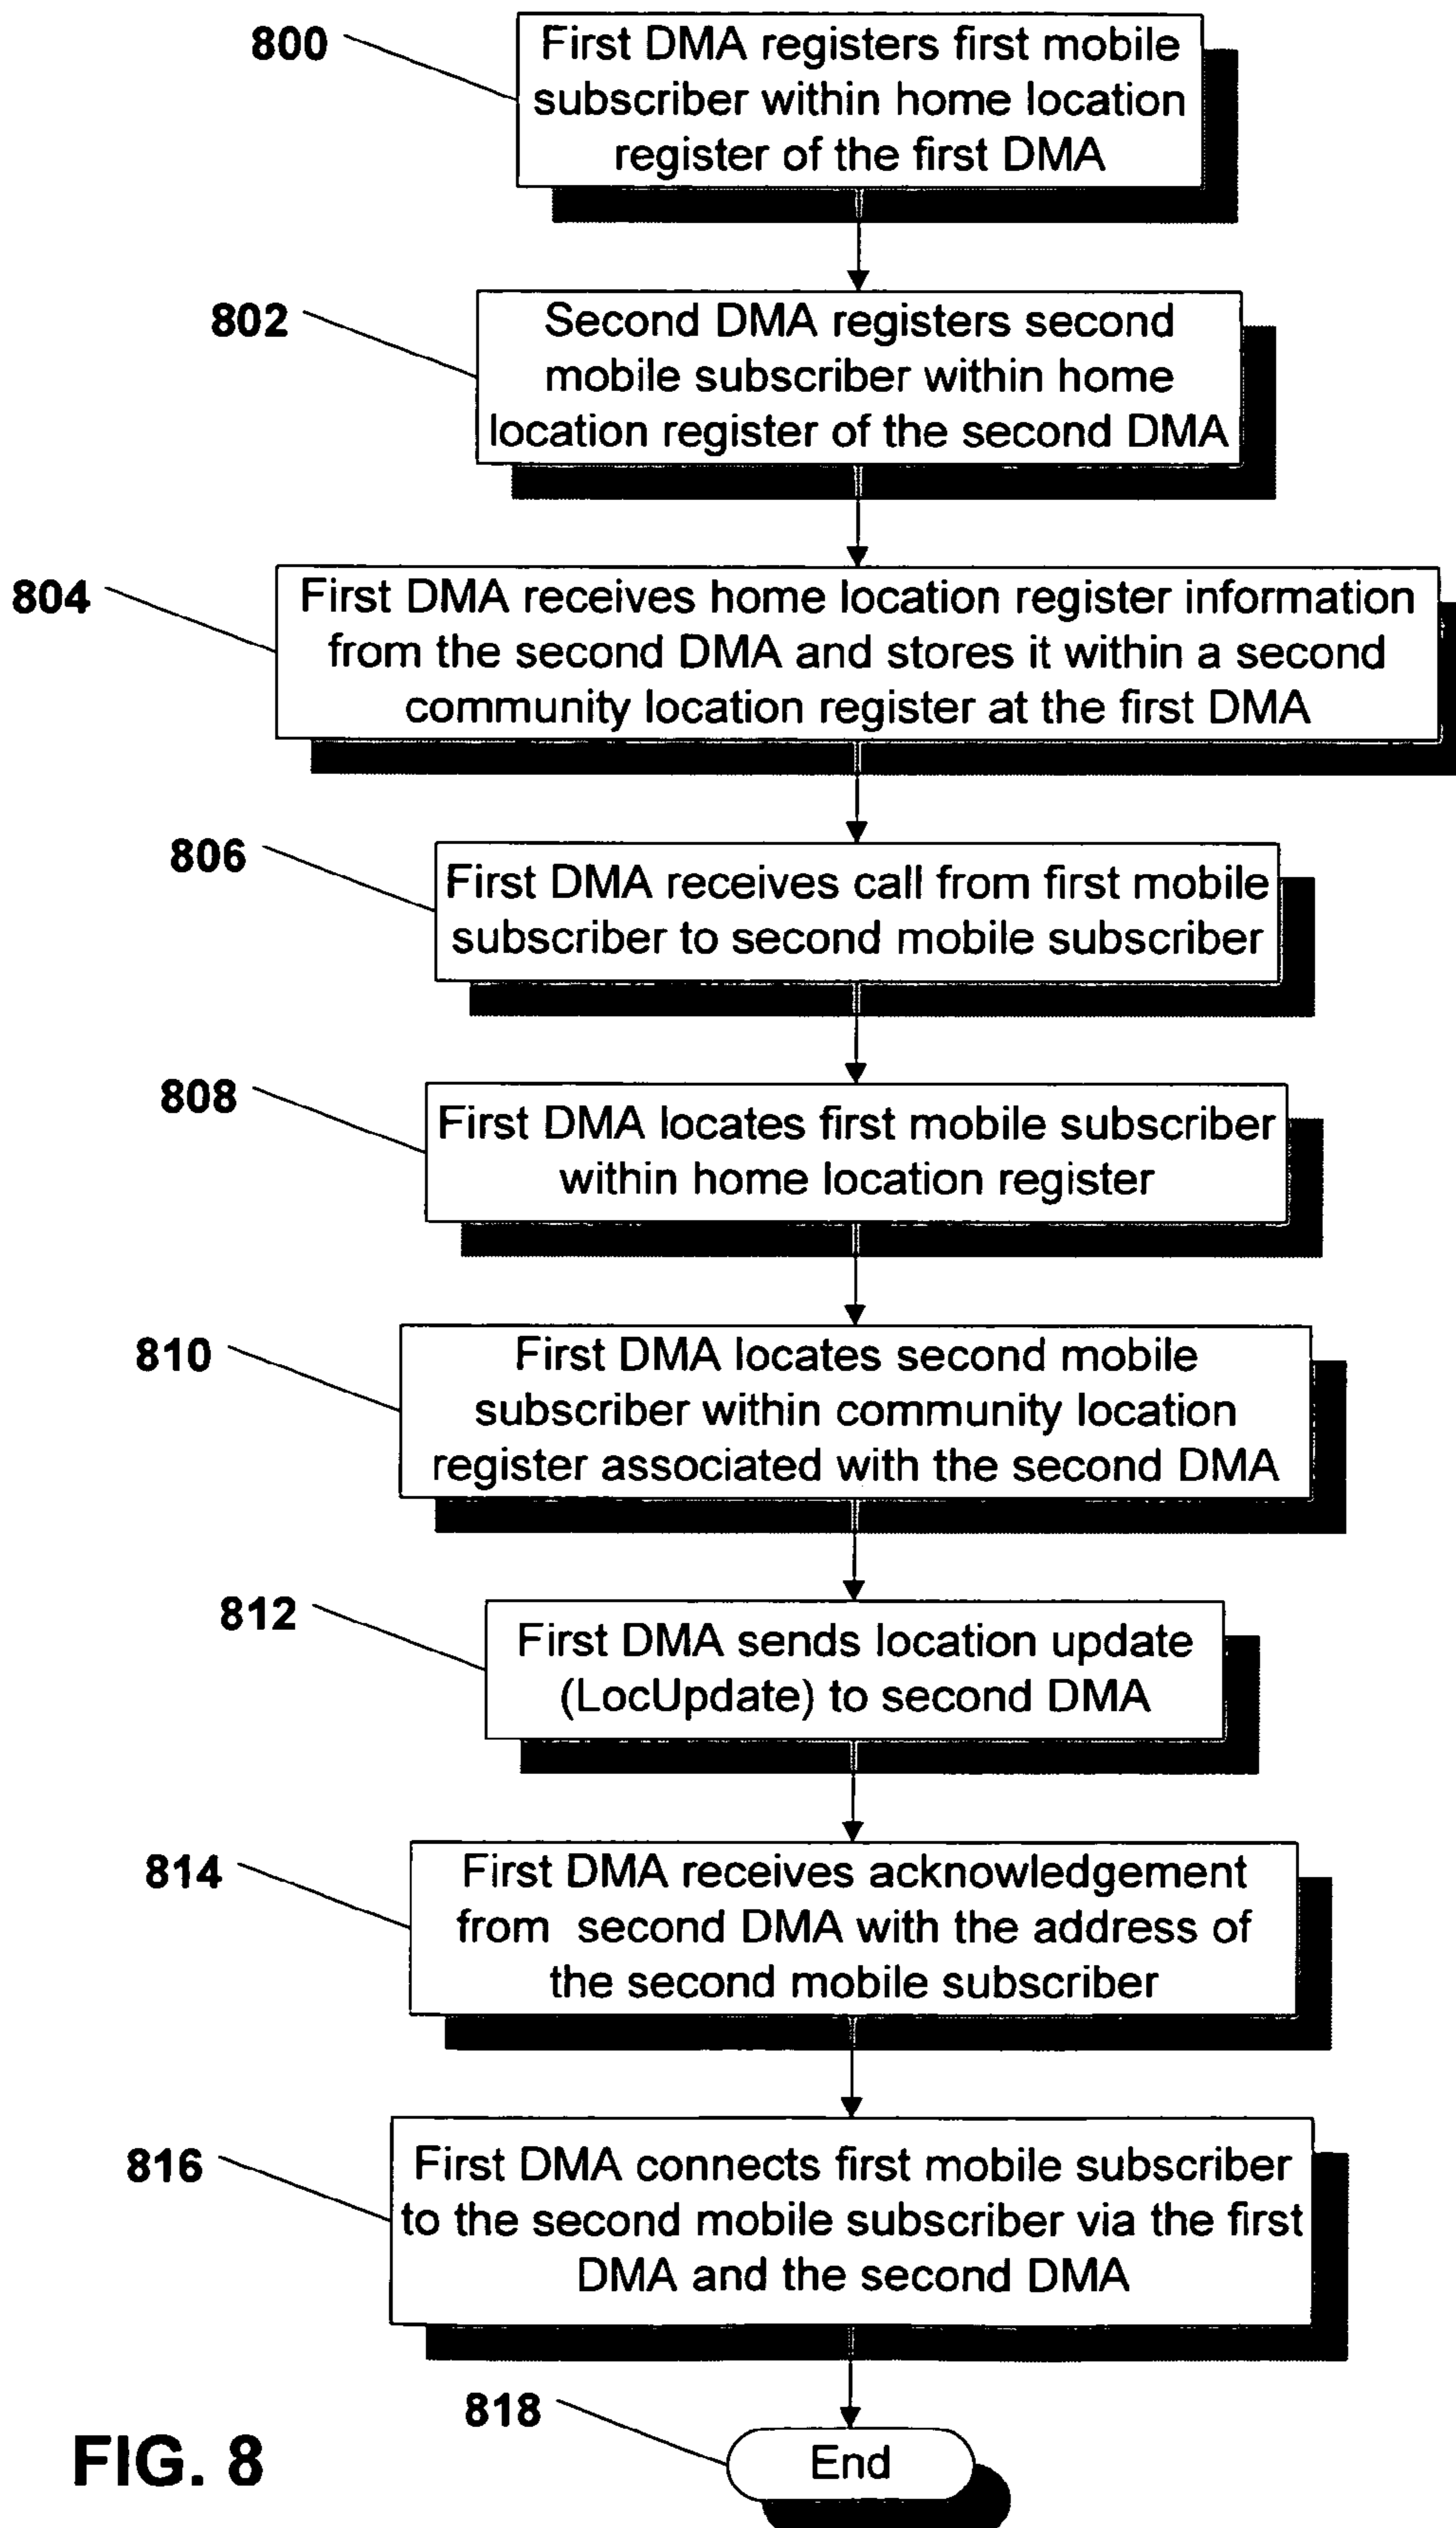 800
First DMA registers first mobile
subscriber within home location
register of the first DMA
802
Second DMA registers second
mobile subscriber within home
location register of the second DMA
804
First DMA receives home location register information
from the second DMA and stores it within a second
community location register at the first DMA
806
First DMA receives call from first mobile
subscriber to second mobile subscriber
808
First DMA locates first mobile subscriber
within home location register
810
First DMA locates second mobile
subscriber within community location
register associated with the second DMA
812
First DMA sends location update
(LocUpdate) to second DMA
814
First DMA receives acknowledgement
from second DMA with the address of
the second mobile subscriber
816
First DMA connects first mobile subscriber
to the second mobile subscriber via the first
DMA and the second DMA
818
End
FIG. 8